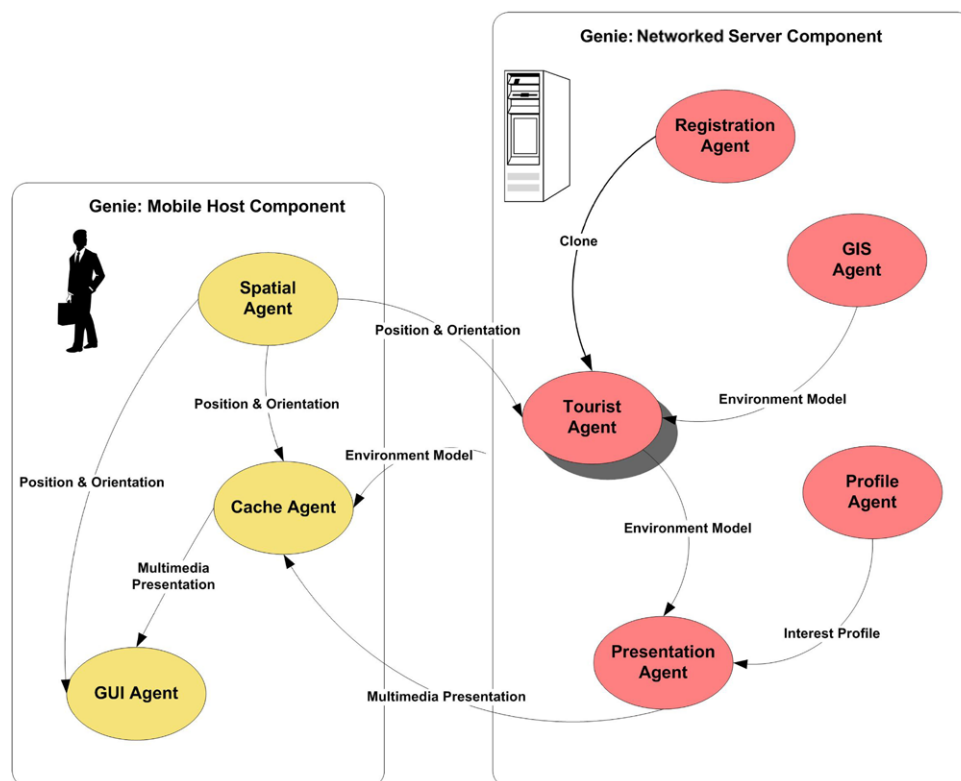 Genie: Networked Server Component
Registration
Agent
Genie: Mobile Host Component
Clone
GIS
Agent
Spatial
Agent
Position & Orientation
Position & Orientation
Tourist
Agent
Environment Model
Environment Model
Position & Orientation
Cache Agent
Profile
Agent
Environment Model
Multimedia
Presentation
Interest Profile
Presentation
Agent
GUI Agent
Multimedia Presentation